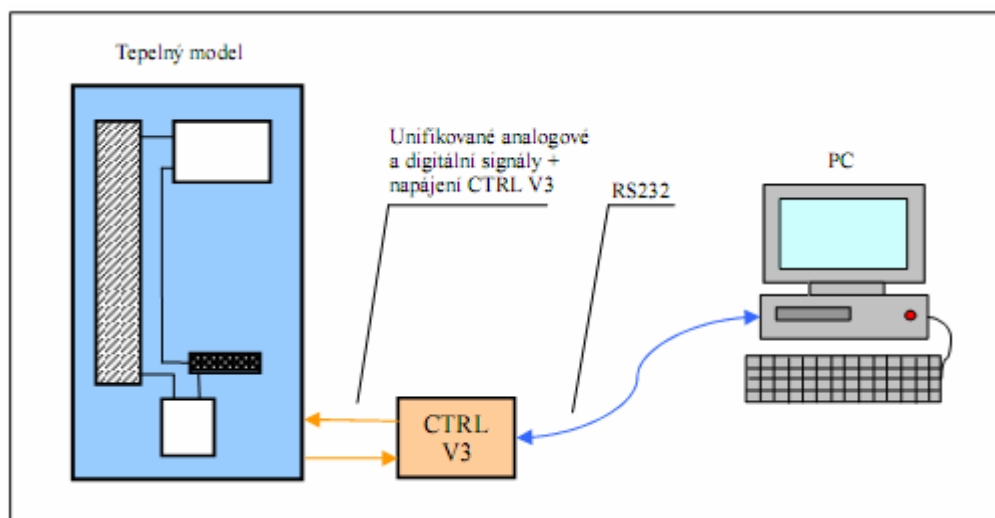 Tepelný model
Unifikované analogové
a digitální signály +
napájení CTRL V3
RS232
PC
CTRL
V3